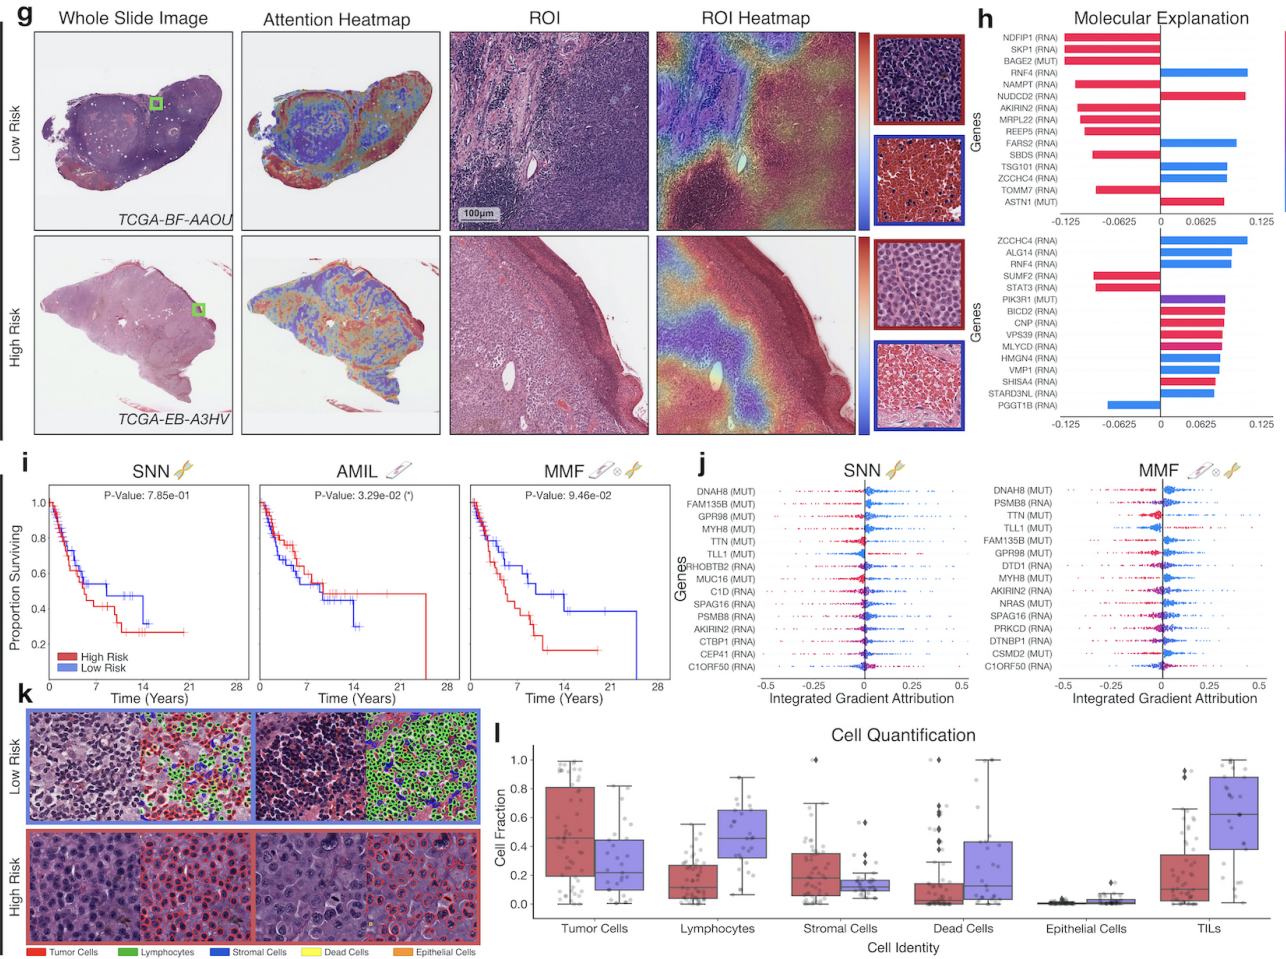 g
Whole Slide Image
Attention Heatmap
ROI
ROI Heatmap
Low Risk
TCGA-BF-AAOU
100μm
High Risk
TCGA-EB-A3HV
h
Molecular Explanation
Genes
NDFIP1 (RNA)
SKP1 (RNA)
BAGE2 (MUT)
RNF4 (RNA)
NAMPT (RNA)
NUDCD2 (RNA)
AKIRIN2 (RNA)
MRPL22 (RNA)
REEP5 (RNA)
FARS2 (RNA)
SBDS (RNA)
TSG101 (RNA)
ZCCHC4 (RNA)
TOMM7 (RNA)
ASTN1 (MUT)
-0.125 -0.0625 0 0.0625 0.125
Genes
ZCCHC4 (RNA)
ALG14 (RNA)
RNF4 (RNA)
SUMF2 (RNA)
STAT3 (RNA)
PIK3R1 (MUT)
BICD2 (RNA)
CNP (RNA)
VPS39 (RNA)
MLYCD (RNA)
HMGN4 (RNA)
VMP1 (RNA)
SHISA4 (RNA)
STARD3NL (RNA)
PGGT1B (RNA)
-0.125 -0.0625 0 0.0625 0.125
i
SNN
AMIL
MMF
P-Value: 7.85e-01
P-Value: 3.29e-02 (*)
P-Value: 9.46e-02
Proportion Surviving
1.0
0.8
0.6
0.4
0.2
High Risk
Low Risk
0 7 14 21 28
0 7 14 21 28
0 7 14 21 28
Time (Years)
Time (Years)
Time (Years)
j
SNN
Genes
DNAH8 (MUT)
FAM135B (MUT)
GPR98 (MUT)
MYH8 (MUT)
TTN (MUT)
TLL1 (MUT)
RHOBTB2 (RNA)
MUC16 (MUT)
C1D (RNA)
SPAG16 (RNA)
PSMB8 (RNA)
AKIRIN2 (RNA)
CTBP1 (RNA)
CEP41 (RNA)
C1ORF50 (RNA)
-0.5 -0.25 0 0.25 0.5
Integrated Gradient Attribution
MMF
DNAH8 (MUT)
PSMB8 (RNA)
TTN (MUT)
TLL1 (MUT)
FAM135B (MUT)
GPR98 (MUT)
DTD1 (RNA)
MYH8 (MUT)
AKIRIN2 (RNA)
NRAS (MUT)
SPAG16 (RNA)
PRKCD (RNA)
DTNBP1 (RNA)
CSMD2 (MUT)
C1ORF50 (RNA)
-0.5 -0.25 0 0.25 0.5
Integrated Gradient Attribution
k
Low Risk
High Risk
Tumor Cells Lymphocytes Stromal Cells Dead Cells Epithelial Cells
l
Cell Quantification
Cell Fraction
1.0
0.8
0.6
0.4
0.2
0.0
Tumor Cells Lymphocytes Stromal Cells Dead Cells Epithelial Cells TILs
Cell Identity